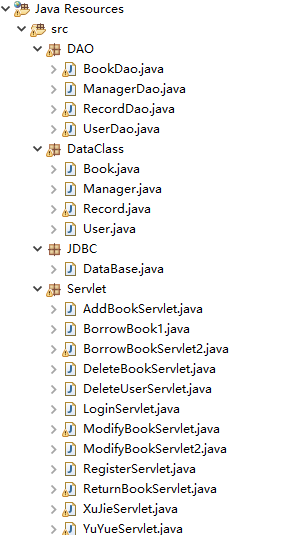 Java Resources
src
DAO
BookDao.java
ManagerDao.java
RecordDao.java
UserDao.java
DataClass
Book.java
Manager.java
Record.java
User.java
JDBC
DataBase.java
Servlet
AddBookServlet.java
BorrowBook1.java
BorrowBookServlet2.java
DeleteBookServlet.java
DeleteUserServlet.java
LoginServlet.java
ModifyBookServlet.java
ModifyBookServlet2.java
RegisterServlet.java
ReturnBookServlet.java
XuJieServlet.java
YuYueServlet.java